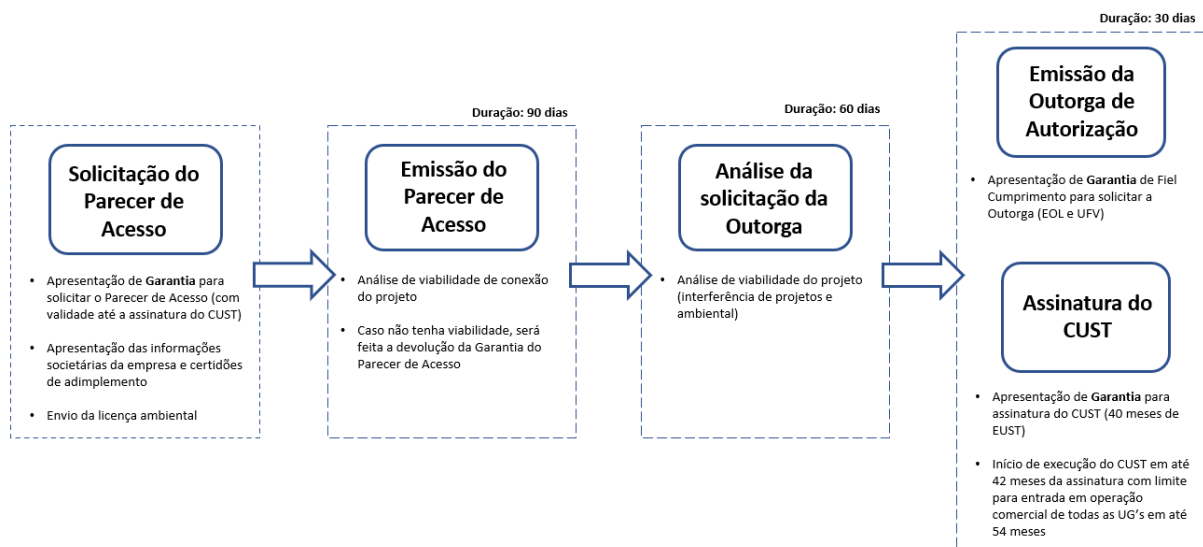 Solicitação do
Parecer de
Acesso
• Apresentação de Garantia para
solicitar o Parecer de Acesso (com
validade até a assinatura do CUST)
• Apresentação das informações
societárias da empresa e certidões
de adimplemento
• Envio da licença ambiental
Duração: 90 dias
Emissão do
Parecer de
Acesso
• Análise de viabilidade de conexão
do projeto
• Caso não tenha viabilidade, será
feita a devolução da Garantia do
Parecer de Acesso
Duração: 60 dias
Análise da
solicitação da
Outorga
• Análise de viabilidade do projeto
(interferência de projetos e
ambiental)
Duração: 30 dias
Emissão da
Outorga de
Autorização
• Apresentação de Garantia de Fiel
Cumprimento para solicitar a
Outorga (EOL e UFV)
Assinatura do
CUST
• Apresentação de Garantia para
assinatura do CUST (40 meses de
EUST)
• Início de execução do CUST em até
42 meses da assinatura com limite
para entrada em operação
comercial de todas as UG's em até
54 meses